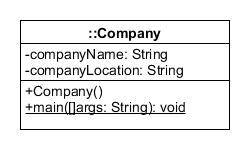 ::Company
-companyName: String
-companyLocation: String
+Company()
+main([]args: String): void